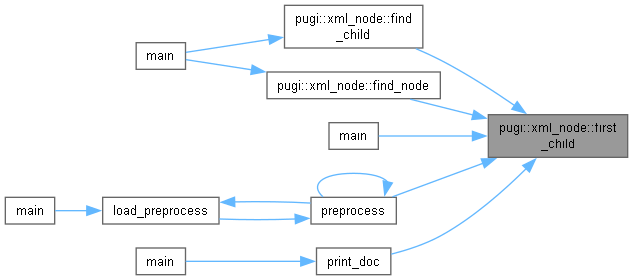 pugi::xml_node::find
_child
main
pugi::xml_node::find_node
pugi::xml_node::first
_child
main
main
load_preprocess
preprocess
main
print_doc